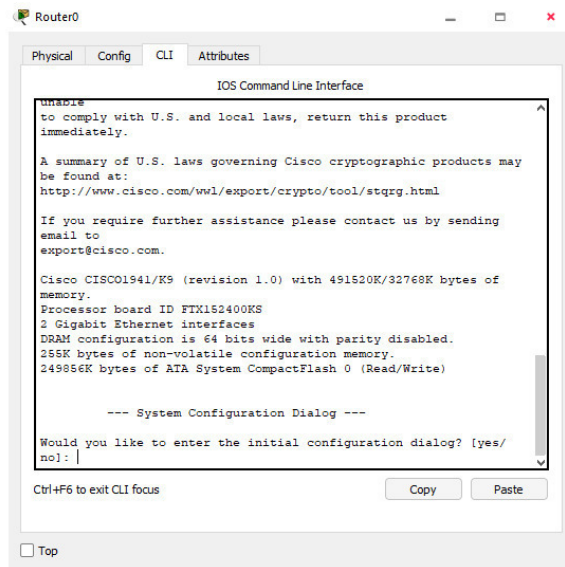 Router0
Physical Config CLI Attributes
IOS Command Line Interface
unable
to comply with U.S. and local laws, return this product
immediately.
A summary of U.S. laws governing Cisco cryptographic products may
be found at:
http://www.cisco.com/wwl/export/crypto/tool/stqrg.html
If you require further assistance please contact us by sending
email to
export@cisco.com.
Cisco CISCO1941/K9 (revision 1.0) with 491520K/32768K bytes of
memory.
Processor board ID FTX152400KS
2 Gigabit Ethernet interfaces
DRAM configuration is 64 bits wide with parity disabled.
255K bytes of non-volatile configuration memory.
249856K bytes of ATA System CompactFlash 0 (Read/Write)
--- System Configuration Dialog ---
Would you like to enter the initial configuration dialog? [yes/
no]:
Ctrl+F6 to exit CLI focus
Copy Paste
Top